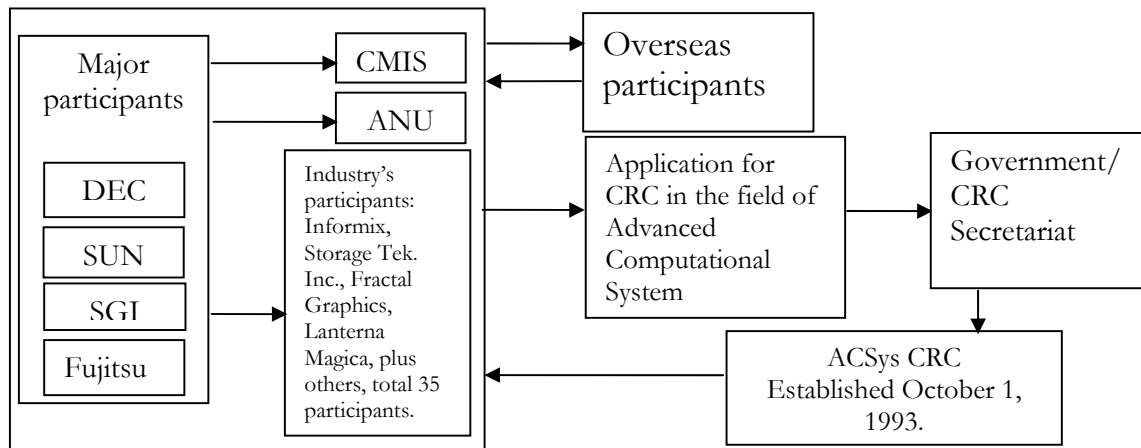 Major
participants
DEC
SUN
SGI
Fujitsu
CMIS
ANU
Industry's
participants:
Informix,
Storage Tek.
Inc., Fractal
Graphics,
Lanterna
Magica, plus
others, total 35
participants.
Overseas
participants
Application for
CRC in the field of
Advanced
Computational
System
Government/
CRC
Secretariat
ACSys CRC
Established October 1,
1993.